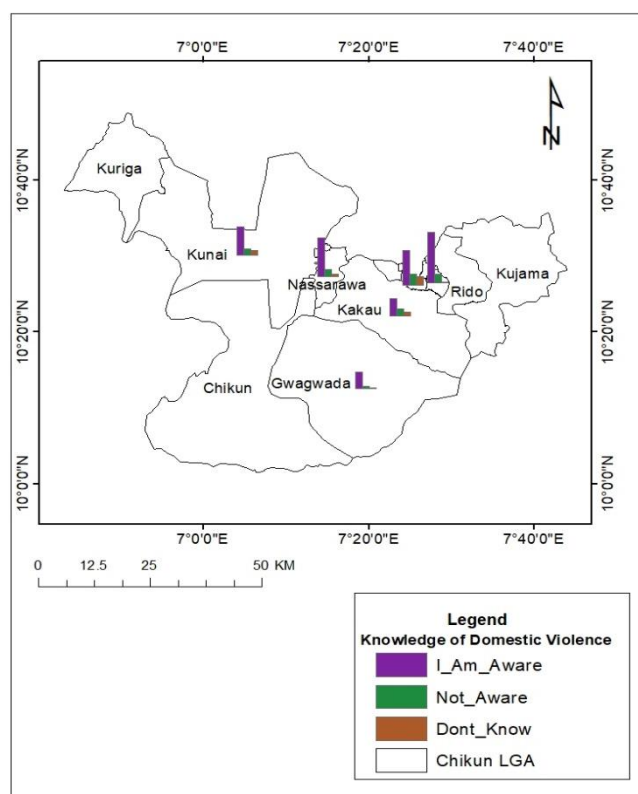 7°0'0"E 7°20'0"E 7°40'0"E
10°40'0"N 10°40'0"N
N
Kuriga
Kunai
Nassarawa
Rido
Kujama
Kakau
10°20'0"N 10°20'0"N
Chikun
Gwagwada
10°0'0"N 10°0'0"N
7°0'0"E 7°20'0"E 7°40'0"E
0 12.5 25 50 KM
Legend
Knowledge of Domestic Violence
I_Am_Aware
Not_Aware
Dont_Know
Chikun LGA